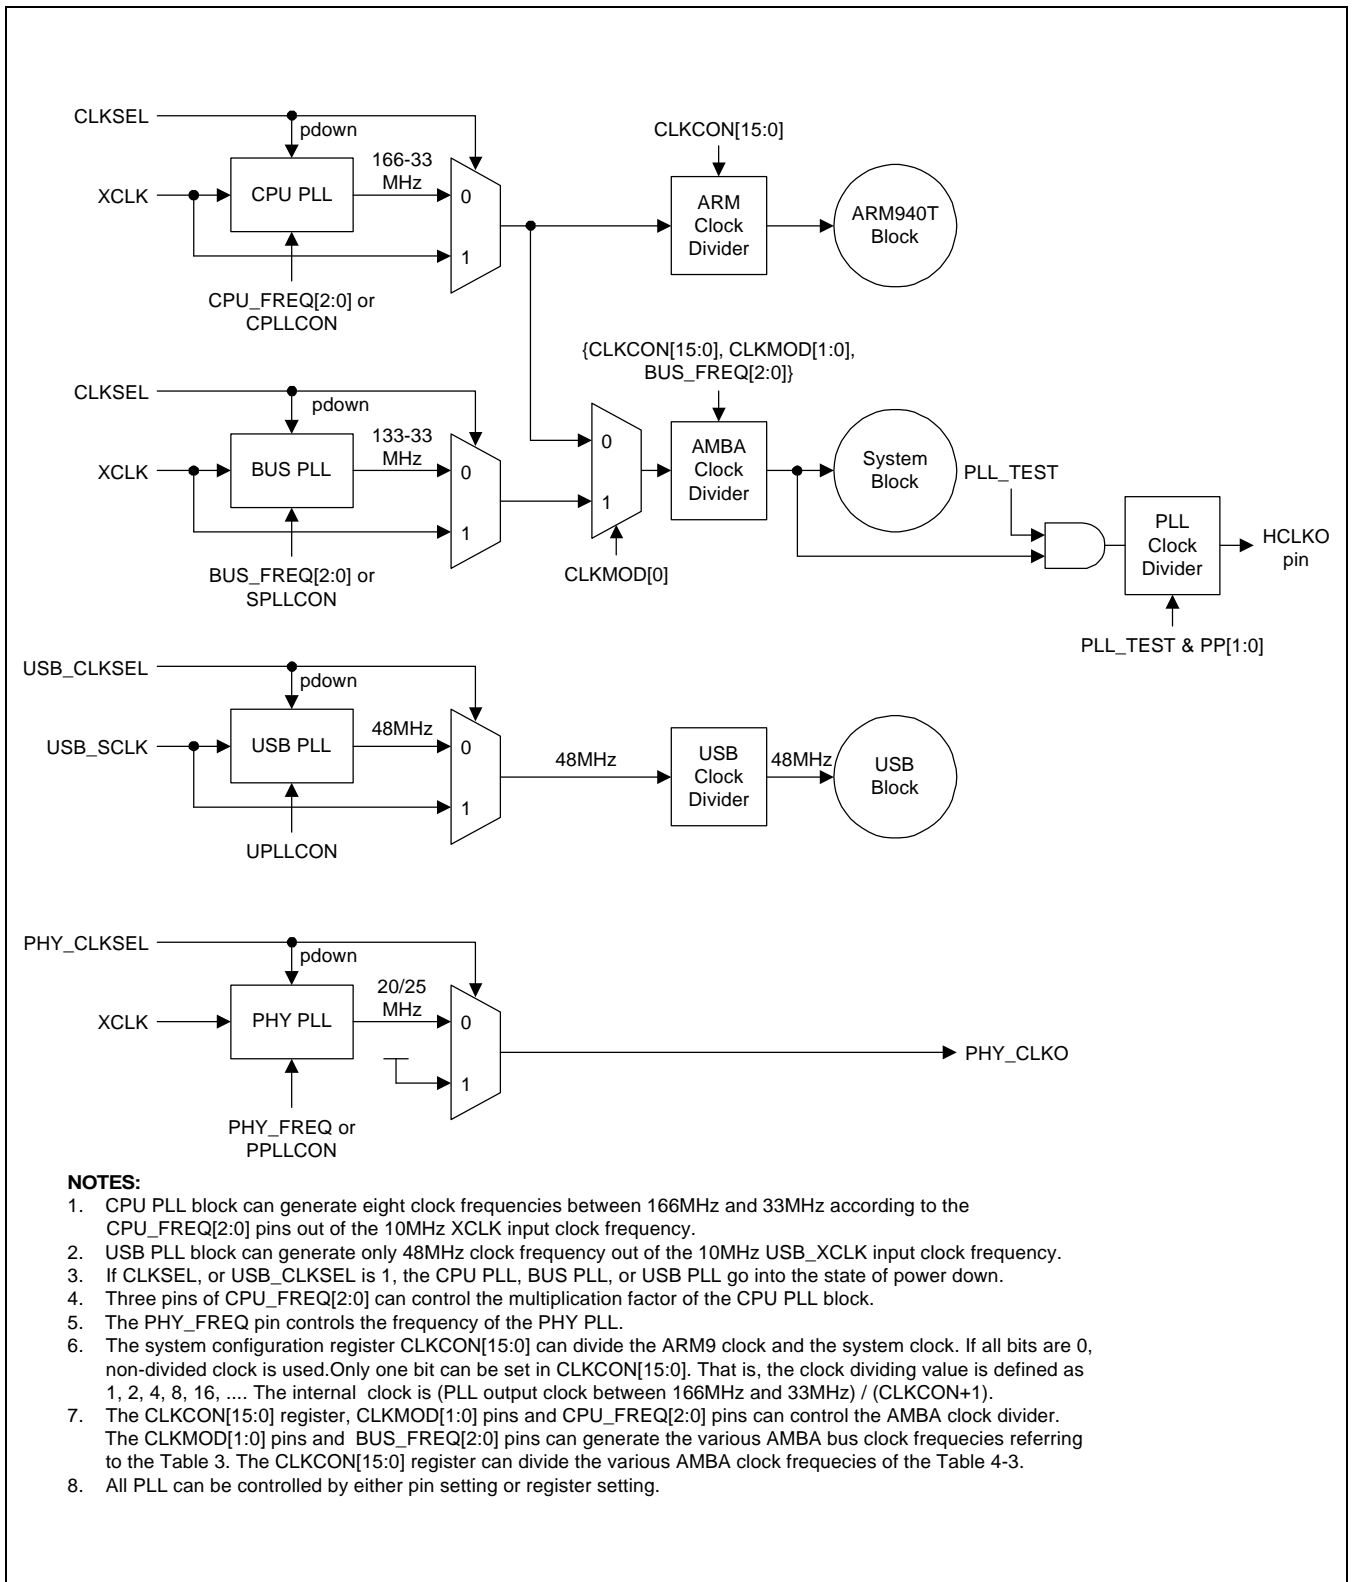 CLKSEL
pdown
CLKCON[15:0]
166-33
MHz
XCLK
CPU PLL
0
1
ARM
Clock
Divider
ARM940T
Block
CPU_FREQ[2:0] or
CPLLCON
{CLKCON[15:0], CLKMOD[1:0],
BUS_FREQ[2:0]}
CLKSEL
pdown
133-33
MHz
XCLK
BUS PLL
0
1
0
1
AMBA
Clock
Divider
System
Block
PLL_TEST
PLL
Clock
Divider
HCLKO
pin
CLKMOD[0]
BUS_FREQ[2:0] or
SPLLCON
PLL_TEST & PP[1:0]
USB_CLKSEL
pdown
USB_SCLK
USB PLL
48MHz
0
1
48MHz
USB
Clock
Divider
48MHz
USB
Block
UPLLCON
PHY_CLKSEL
pdown
20/25
MHz
XCLK
PHY PLL
0
1
PHY_CLKO
PHY_FREQ or
PPLLCON
NOTES:
1. CPU PLL block can generate eight clock frequencies between 166MHz and 33MHz according to the
CPU_FREQ[2:0] pins out of the 10MHz XCLK input clock frequency.
2. USB PLL block can generate only 48MHz clock frequency out of the 10MHz USB_XCLK input clock frequency.
3. If CLKSEL, or USB_CLKSEL is 1, the CPU PLL, BUS PLL, or USB PLL go into the state of power down.
4. Three pins of CPU_FREQ[2:0] can control the multiplication factor of the CPU PLL block.
5. The PHY_FREQ pin controls the frequency of the PHY PLL.
6. The system configuration register CLKCON[15:0] can divide the ARM9 clock and the system clock. If all bits are 0,
non-divided clock is used.Only one bit can be set in CLKCON[15:0]. That is, the clock dividing value is defined as
1, 2, 4, 8, 16, .... The internal clock is (PLL output clock between 166MHz and 33MHz) / (CLKCON+1).
7. The CLKCON[15:0] register, CLKMOD[1:0] pins and CPU_FREQ[2:0] pins can control the AMBA clock divider.
The CLKMOD[1:0] pins and BUS_FREQ[2:0] pins can generate the various AMBA bus clock frequecies referring
to the Table 3. The CLKCON[15:0] register can divide the various AMBA clock frequecies of the Table 4-3.
8. All PLL can be controlled by either pin setting or register setting.